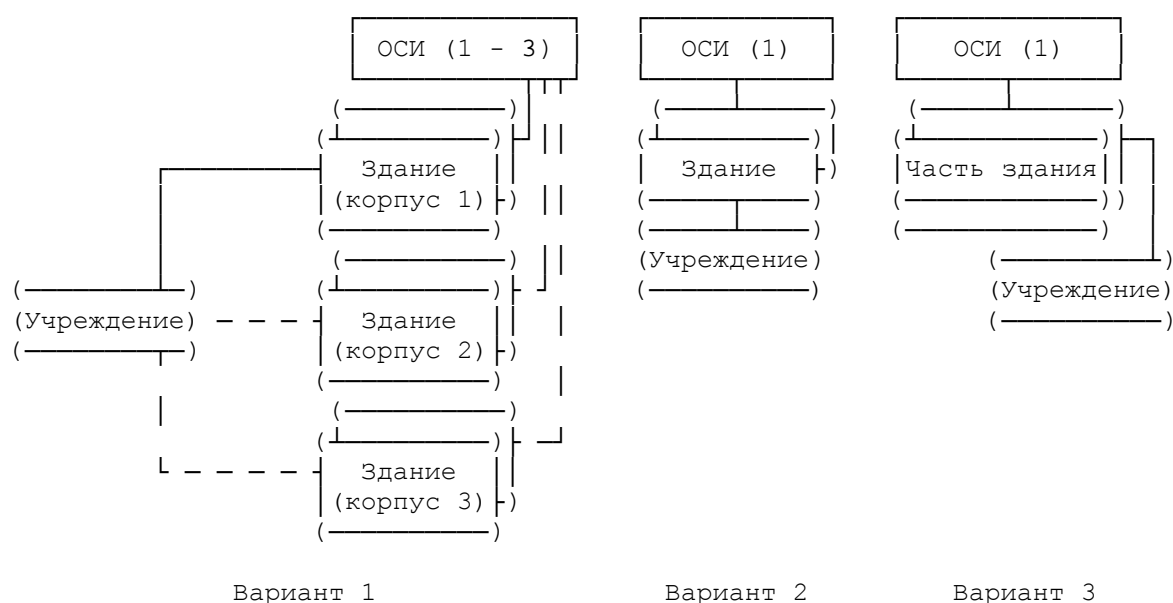 ОСИ (1 - 3) ОСИ (1) ОСИ (1)
Здание Здание Часть здания
(корпус 1)
(Учреждение)
(Учреждение)
(Учреждение) Здание
(корпус 2)
Здание
(корпус 3)
Вариант 1 Вариант 2 Вариант 3